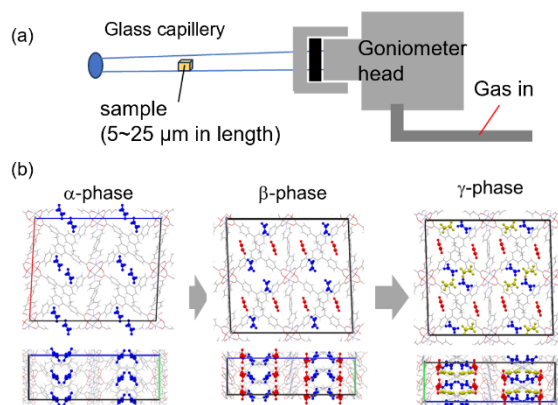 (a)
Glass capillery
Goniometer
head
Gas in
sample
(5~25 µm in length)
(b)
α-phase
β-phase
γ-phase